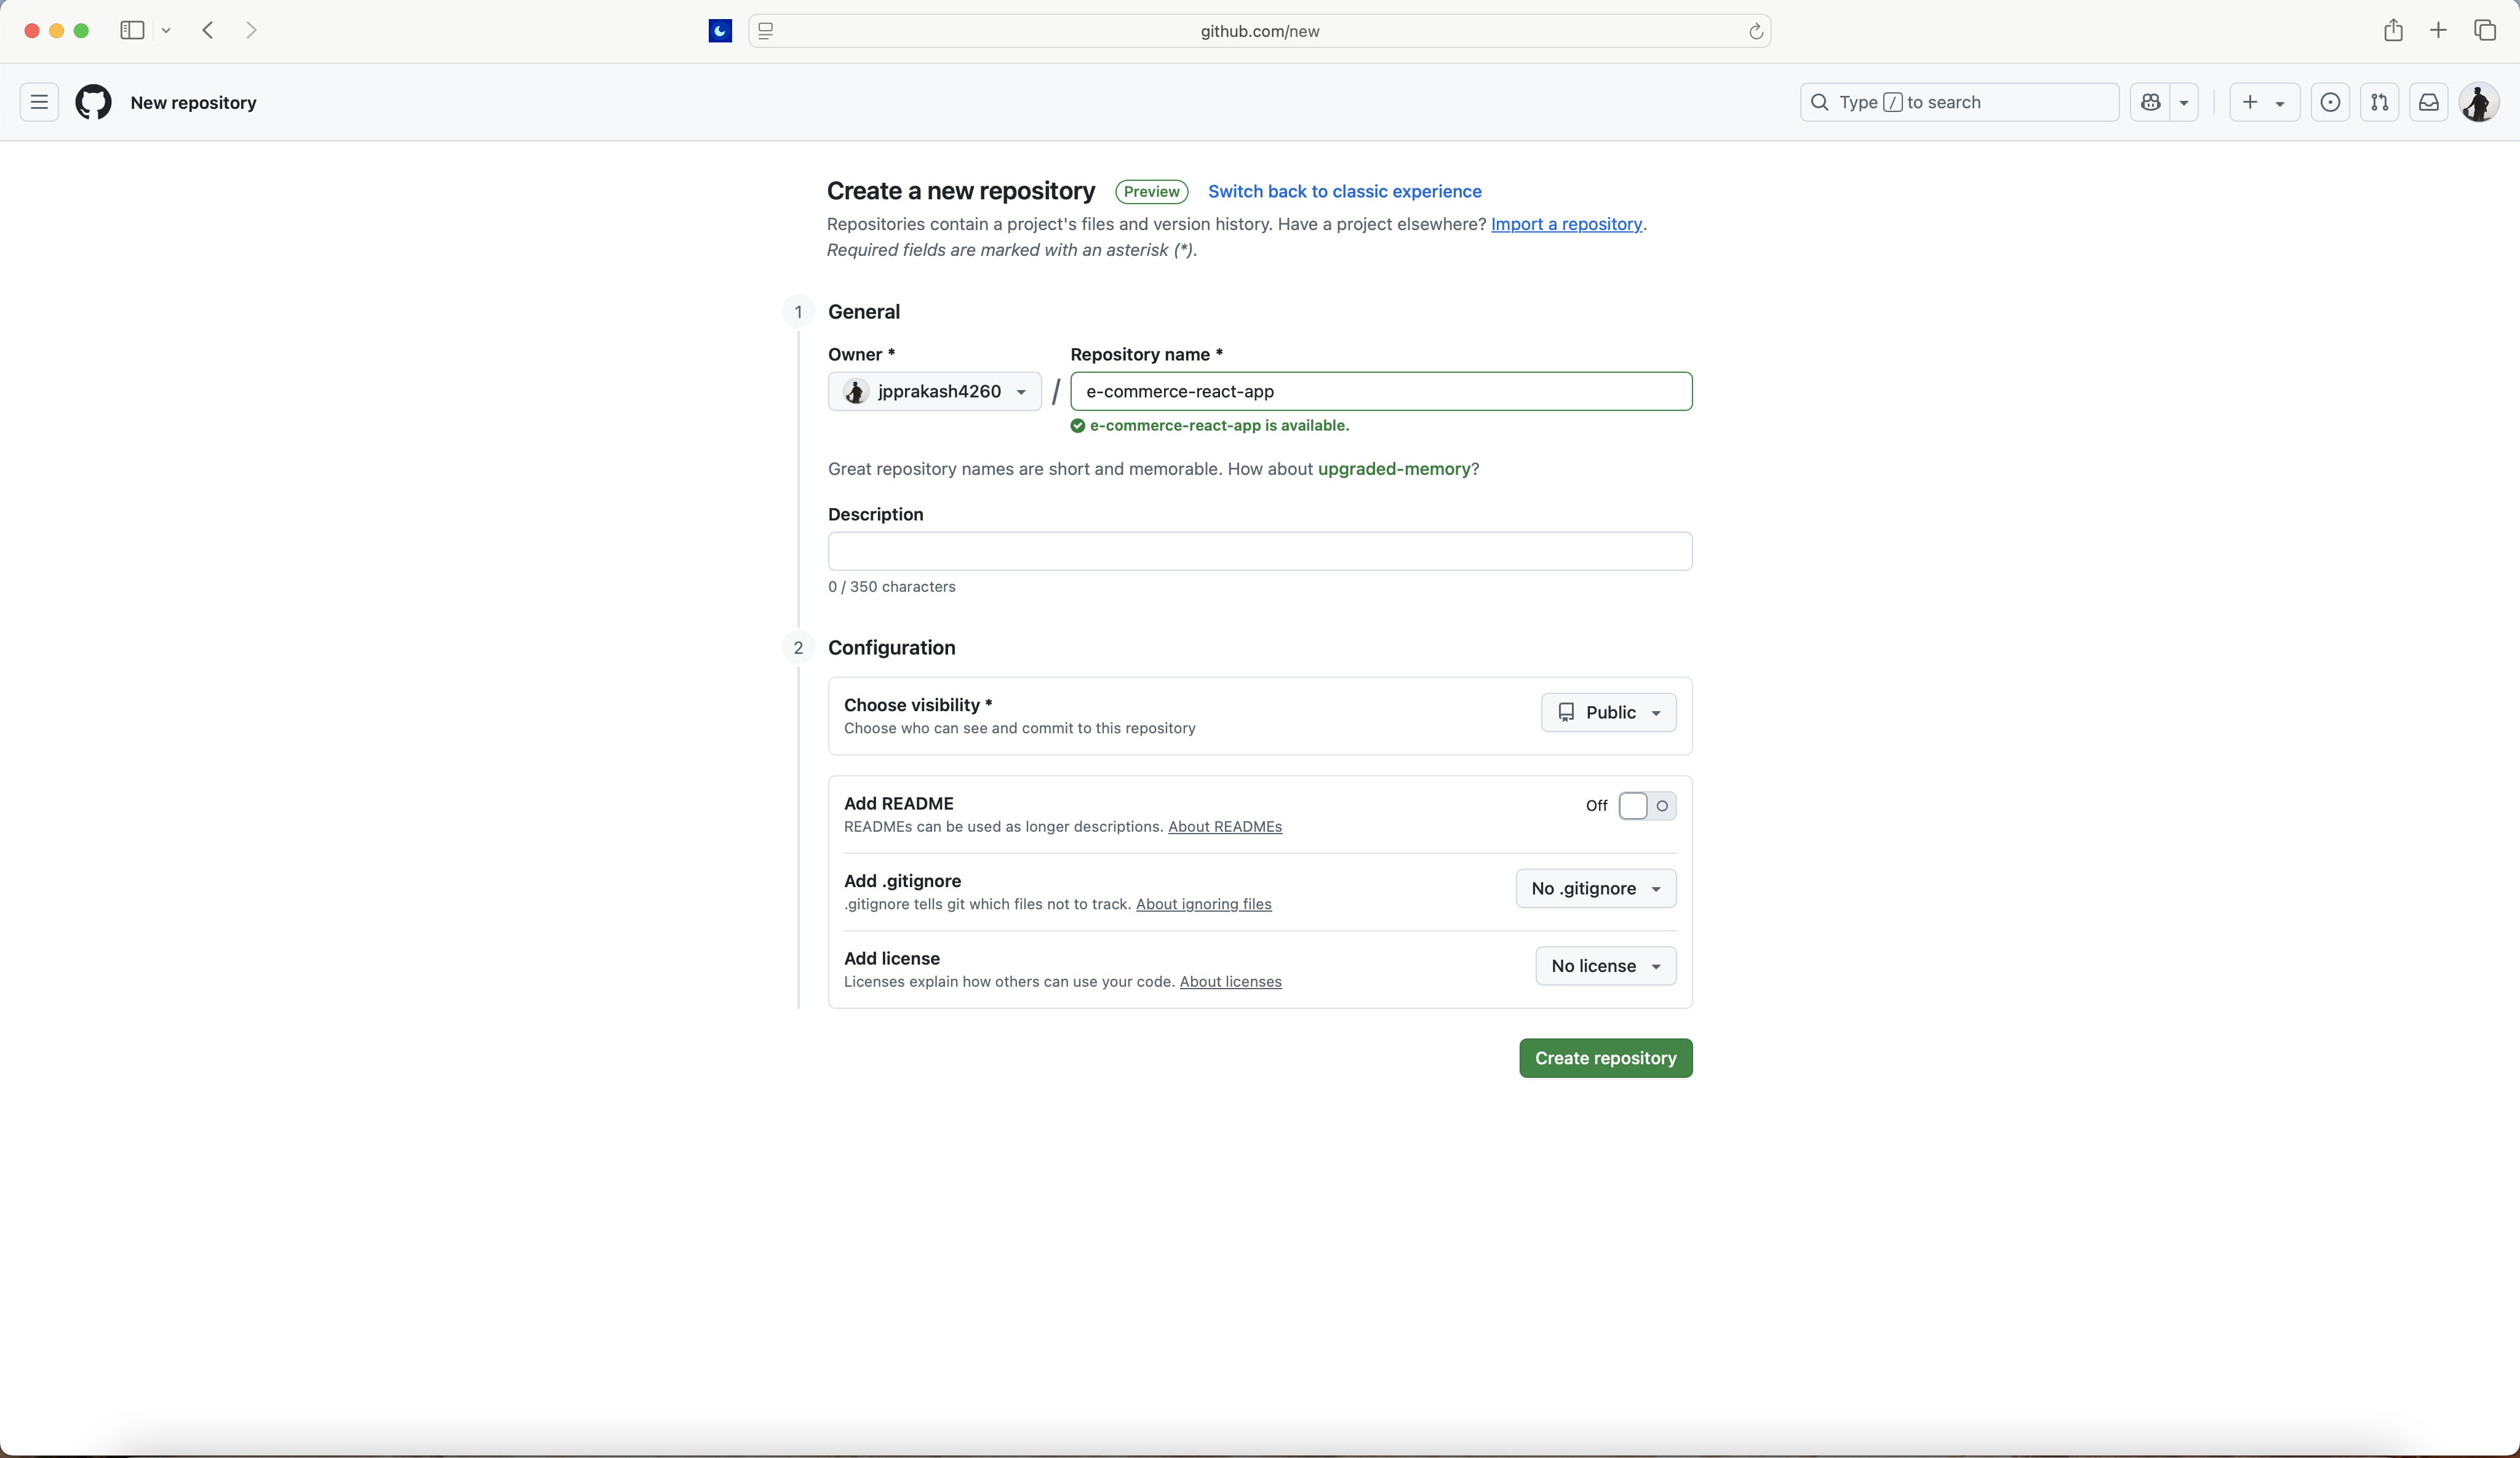 github.com/new
New repository
Type / to search
Create a new repository Preview Switch back to classic experience
Repositories contain a project's files and version history. Have a project elsewhere? Import a repository.
Required fields are marked with an asterisk (*).
1 General
Owner * Repository name *
jpprakash4260 / e-commerce-react-app
e-commerce-react-app is available.
Great repository names are short and memorable. How about upgraded-memory?
Description
0 / 350 characters
2 Configuration
Choose visibility *
Choose who can see and commit to this repository
Public
Add README
READMEs can be used as longer descriptions. About READMEs
Off
Add .gitignore
.gitignore tells git which files not to track. About ignoring files
No .gitignore
Add license
Licenses explain how others can use your code. About licenses
No license
Create repository